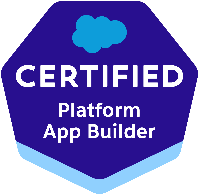 CERTIFIED
Platform
App Builder